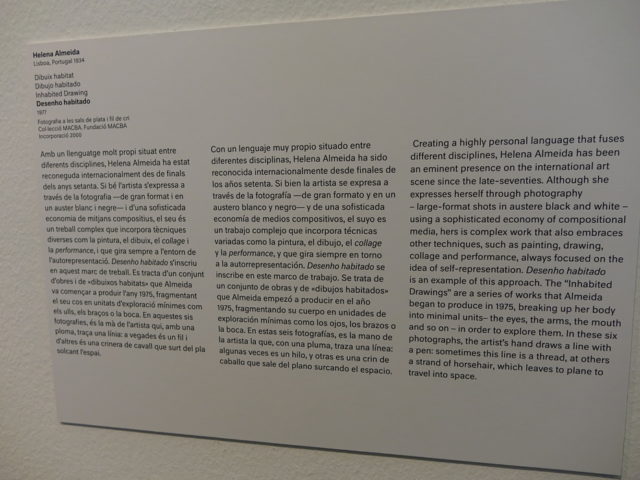 Helena Almeida
Lisboa, Portugal 1934
Dibuix habitat
Dibujo habitado
Inhabited Drawing
Desenho habitado
1977
Fotografia a les sals de plata i fil de crí
Col·lecció MACBA. Fundació MACBA
Incorporació 2000
Amb un llenguatge molt propi situat entre
diferents disciplines, Helena Almeida ha estat
reconeguda internacionalment des de finals
dels anys setanta. Si bé l'artista s'expressa a
través de la fotografia —de gran format i en
un auster blanc i negre— i d'una sofisticada
economia de mitjans compositius, el seu és
un treball complex que incorpora tècniques
diverses com la pintura, el dibuix, el collage i
la performance, i que gira sempre a l'entorn de
l'autorepresentació. Desenho habitado s'inscriu
en aquest marc de treball. Es tracta d'un conjunt
d'obres i de «dibuixos habitats» que Almeida
va començar a produir l'any 1975, fragmentant
el seu cos en unitats d'exploració mínimes com
els ulls, els braços o la boca. En aquestes sis
fotografies, és la mà de l'artista qui, amb una
ploma, traça una línia: a vegades és un fil i
d'altres és una crinera de cavall que surt del pla
solcant l'espai.
Con un lenguaje muy propio situado entre
diferentes disciplinas, Helena Almeida ha sido
reconocida internacionalmente desde finales de
los años setenta. Si bien la artista se expresa a
través de la fotografía —de gran formato y en un
austero blanco y negro— y de una sofisticada
economía de medios compositivos, el suyo es
un trabajo complejo que incorpora técnicas
variadas como la pintura, el dibujo, el collage
y la performance, y que gira siempre en torno
a la autorrepresentación. Desenho habitado se
inscribe en este marco de trabajo. Se trata de
un conjunto de obras y de «dibujos habitados»
que Almeida empezó a producir en el año
1975, fragmentando su cuerpo en unidades de
exploración mínimas como los ojos, los brazos o
la boca. En estas seis fotografías, es la mano de
la artista la que, con una pluma, traza una línea:
algunas veces es un hilo, y otras es una crin de
caballo que sale del plano surcando el espacio.
Creating a highly personal language that fuses
different disciplines, Helena Almeida has been
an eminent presence on the international art
scene since the late-seventies. Although she
expresses herself through photography
– large-format shots in austere black and white –
using a sophisticated economy of compositional
media, hers is complex work that also embraces
other techniques, such as painting, drawing,
collage and performance, always focused on the
idea of self-representation. Desenho habitado
is an example of this approach. The “Inhabited
Drawings” are a series of works that Almeida
began to produce in 1975, breaking up her body
into minimal units– the eyes, the arms, the mouth
and so on – in order to explore them. In these six
photographs, the artist's hand draws a line with
a pen: sometimes this line is a thread, at others
a strand of horsehair, which leaves to plane to
travel into space.